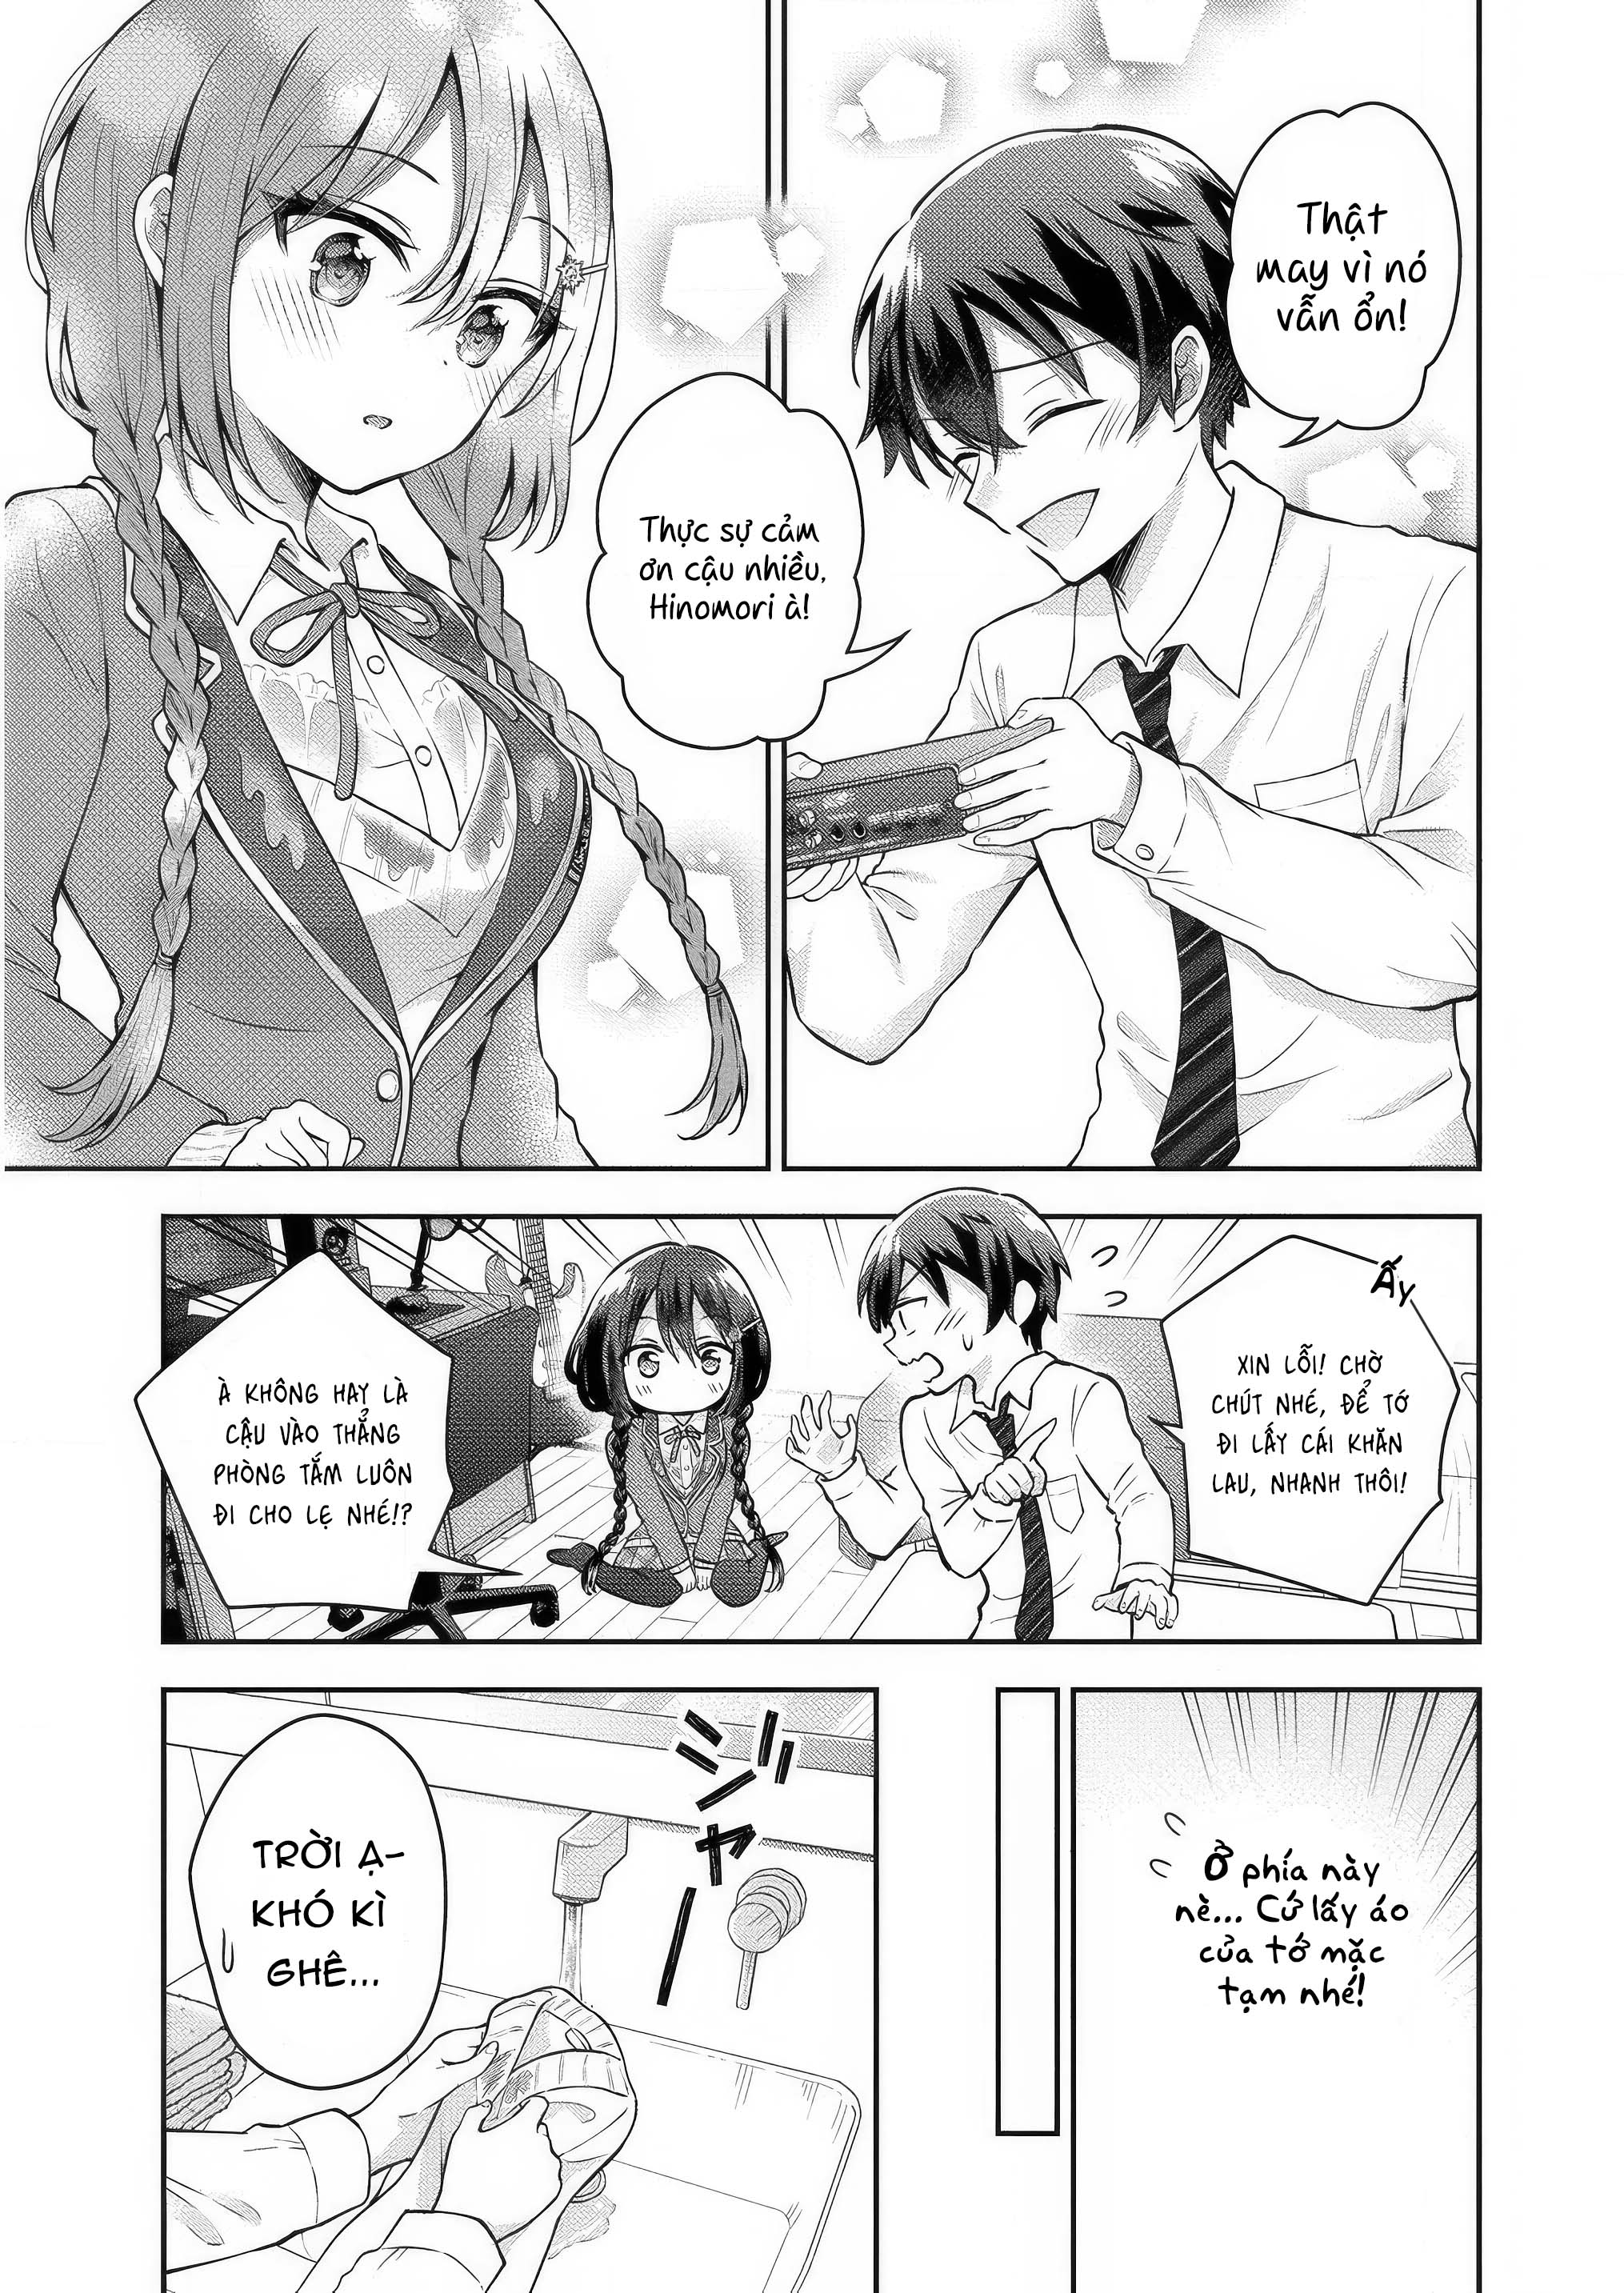 Thật
may vì nó
vẫn ổn!
Thực sự cảm
ơn cậu nhiều,
Hinomori à!
Ấy
XIN LỖI! CHỜ
CHÚT NHÉ, ĐỂ TỚ
ĐI LẤY CÁI KHĂN
LAU, NHANH THÔI!
À KHÔNG HAY LÀ
CẬU VÀO THẲNG
PHÒNG TẮM LUÔN
ĐI CHO LẸ NHÉ!?
Ở phía này
nè... Cứ lấy áo
của tớ mặc
tạm nhé!
ジャー
TRỜI Ạ-
KHÓ KÌ
GHÊ...